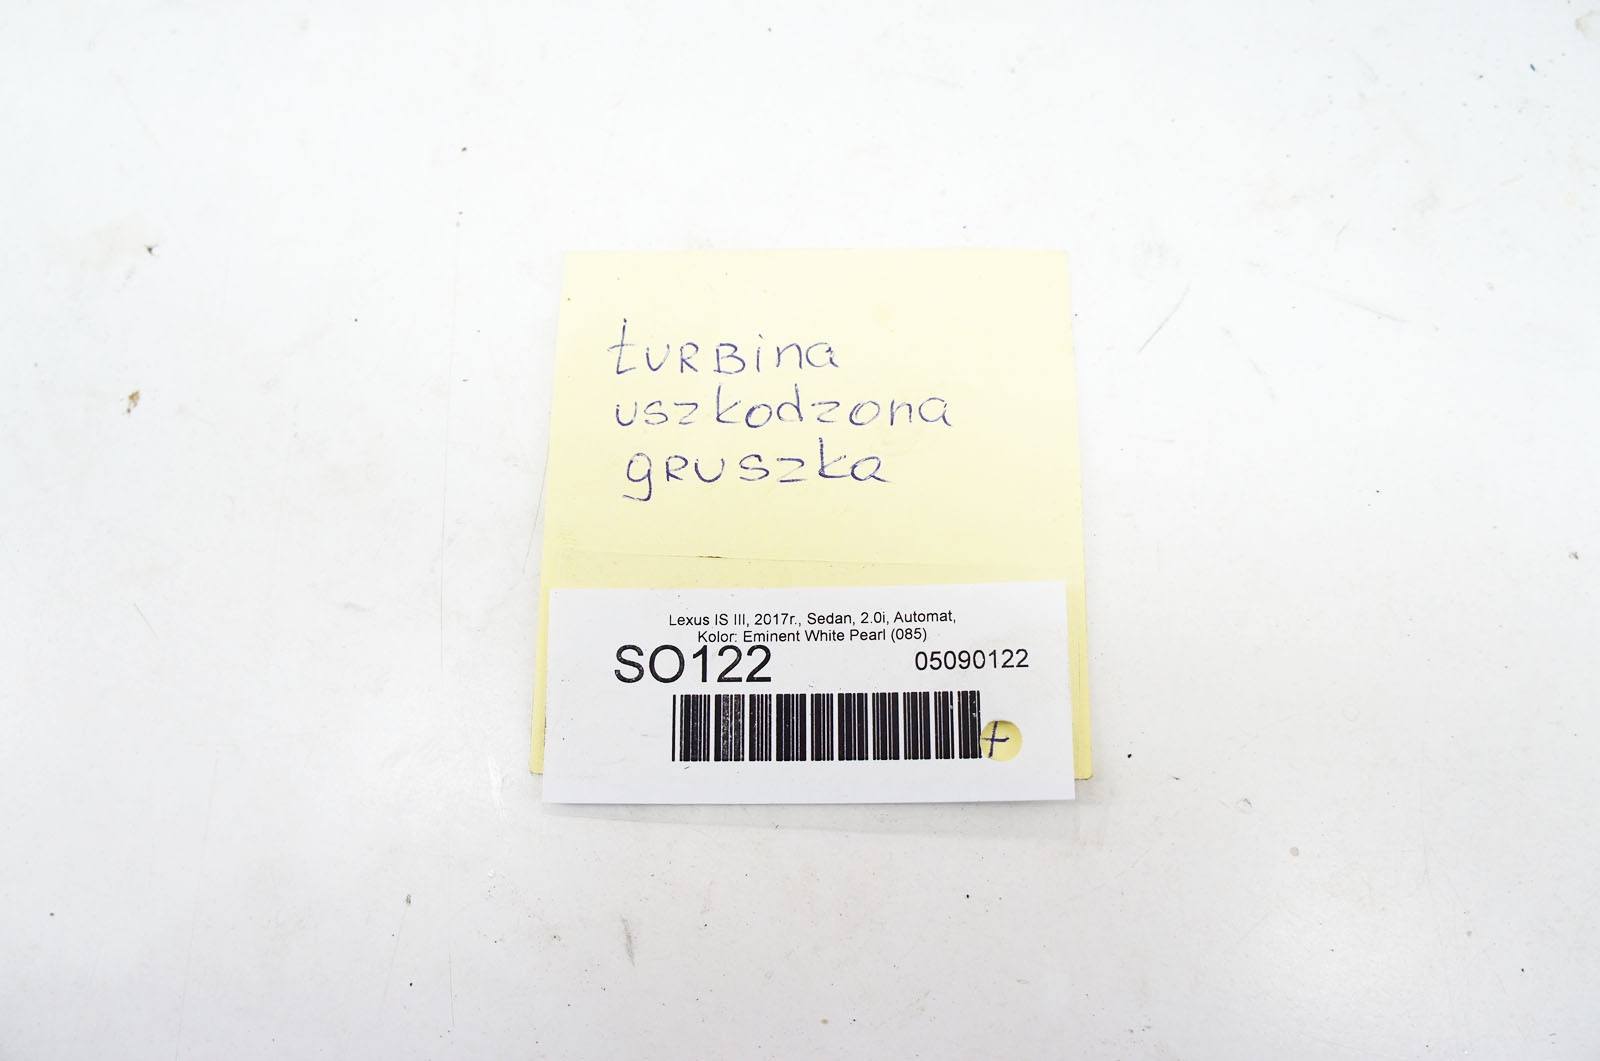 turbina
uszkodzona
gruszka
Lexus IS III, 2017r., Sedan, 2.0i, Automat,
Kolor: Eminent White Pearl (085)
SO122
05090122
+